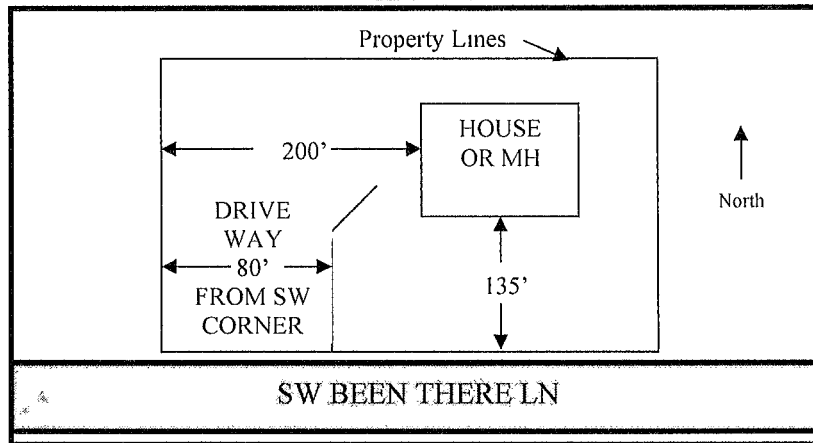 Property Lines
HOUSE
OR MH
200’
North
DRIVE
WAY
80’
FROM SW
CORNER
135’
SW BEEN THERE LN